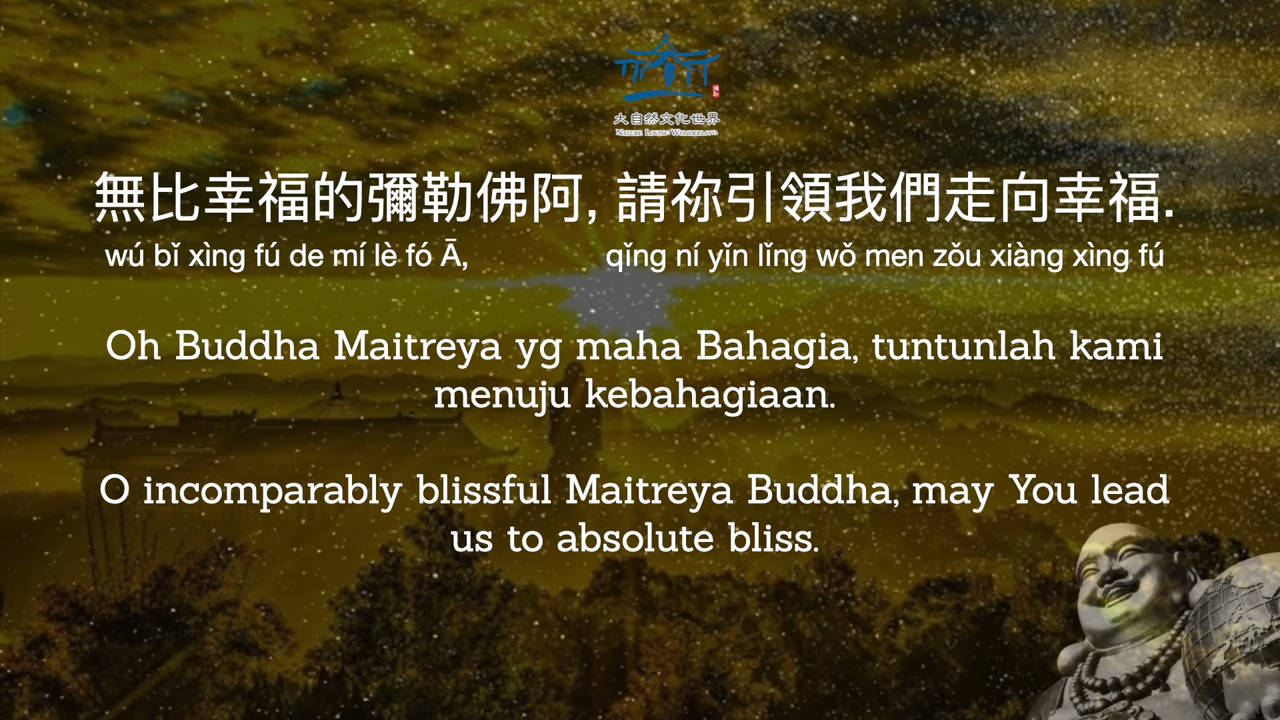 大自然文化世界
Nature Loving Wonderland
無比幸福的彌勒佛阿, 請祢引領我們走向幸福.
wú bǐ xìng fú de mí lè fó Ā, qǐng ní yǐn lǐng wǒ men zǒu xiàng xìng fú
Oh Buddha Maitreya yg maha Bahagia, tuntunlah kami
menuju kebahagiaan.
O incomparably blissful Maitreya Buddha, may You lead
us to absolute bliss.